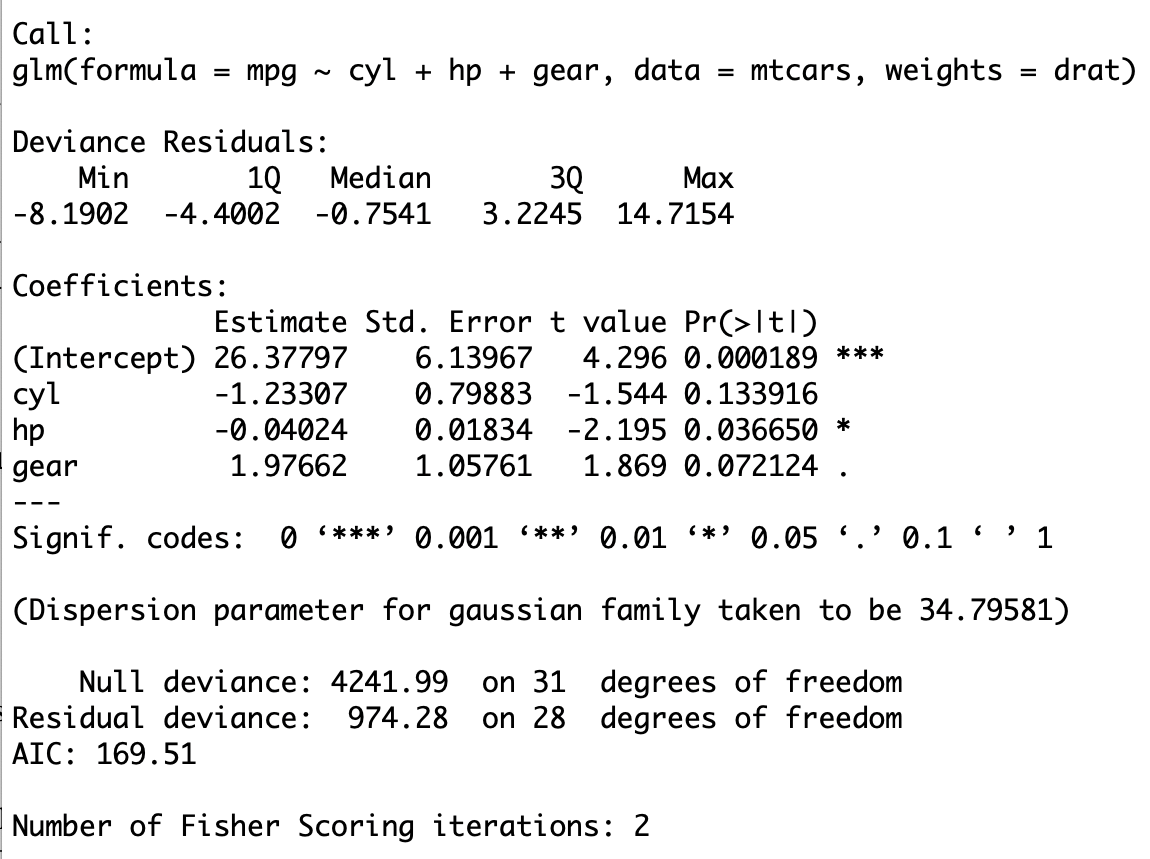 Call:
glm(formula = mpg ~ cyl + hp + gear, data = mtcars, weights = drat)
Deviance Residuals:
    Min       1Q   Median       3Q      Max
-8.1902  -4.4002  -0.7541   3.2245  14.7154
Coefficients:
            Estimate Std. Error t value Pr(>|t|)
(Intercept) 26.37797    6.13967   4.296 0.000189 ***
cyl         -1.23307    0.79883  -1.544 0.133916
hp          -0.04024    0.01834  -2.195 0.036650 *
gear         1.97662    1.05761   1.869 0.072124 .
---
Signif. codes:  0 ‘***’ 0.001 ‘**’ 0.01 ‘*’ 0.05 ‘.’ 0.1 ‘ ’ 1
(Dispersion parameter for gaussian family taken to be 34.79581)
    Null deviance: 4241.99  on 31  degrees of freedom
Residual deviance:  974.28  on 28  degrees of freedom
AIC: 169.51
Number of Fisher Scoring iterations: 2